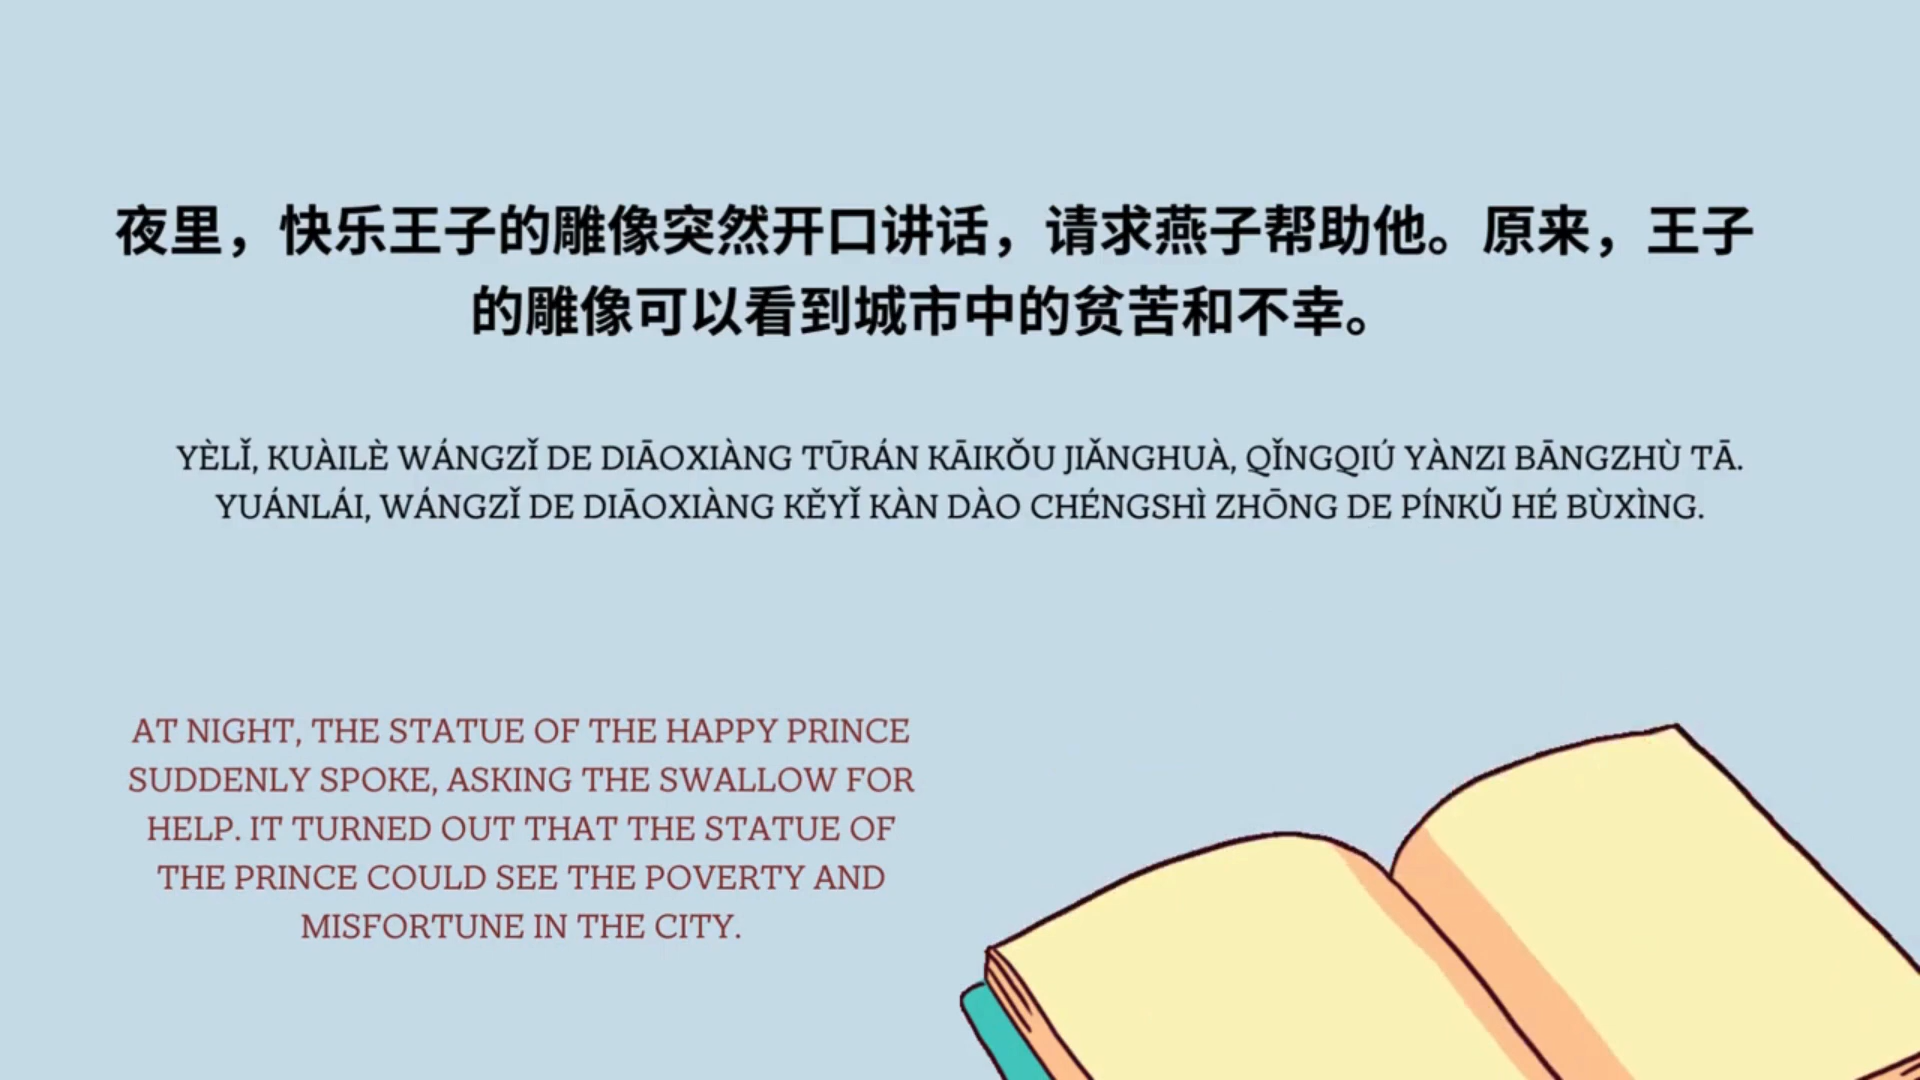 夜里，快乐王子的雕像突然开口讲话，请求燕子帮助他。原来，王子
的雕像可以看到城市中的贫苦和不幸。
YÈLǏ, KUÀILÈ WÁNGZǏ DE DIĀOXIÀNG TŪRÁN KĀIKǑU JIǍNGHUÀ, QǏNGQIÚ YÀNZI BĀNGZHÙ TĀ.
YUÁNLÁI, WÁNGZǏ DE DIĀOXIÀNG KĚYǏ KÀN DÀO CHÉNGSHÌ ZHŌNG DE PÍNKǓ HÉ BÙXÌNG.
AT NIGHT, THE STATUE OF THE HAPPY PRINCE
SUDDENLY SPOKE, ASKING THE SWALLOW FOR
HELP. IT TURNED OUT THAT THE STATUE OF
THE PRINCE COULD SEE THE POVERTY AND
MISFORTUNE IN THE CITY.